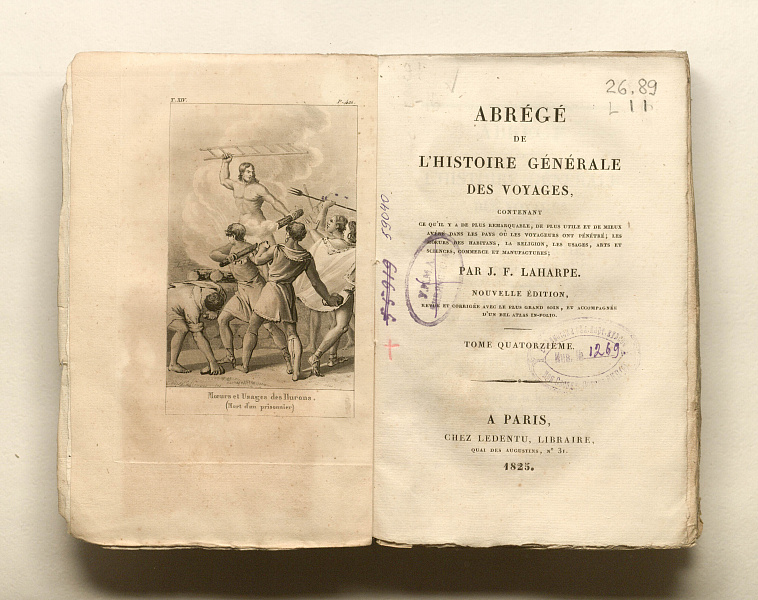 T. XIV.
Mœurs et Usages des Hurons.
(Mort d'un prisonnier)
59040.
26.89
L 11
ABRÉGÉ
DE
L'HISTOIRE GÉNÉRALE
DES VOYAGES,
CONTENANT
CE QU'IL Y A DE PLUS REMARQUABLE, DE PLUS UTILE ET DE MIEUX
AVÉRÉ DANS LES PAYS OÙ LES VOYAGEURS ONT PÉNÉTRÉ; LES
MŒURS DES HABITANS, LA RELIGION, LES USAGES, ARTS ET
SCIENCES, COMMERCE ET MANUFACTURES;
PAR J. F. LAHARPE.
NOUVELLE ÉDITION,
REVUE ET CORRIGÉE AVEC LE PLUS GRAND SOIN, ET ACCOMPAGNÉE
D'UN BEL ATLAS IN-FOLIO.
TOME QUATORZIÈME.
1269
A PARIS,
CHEZ LEDENTU, LIBRAIRE,
QUAI DES AUGUSTINS, N° 31.
1825.